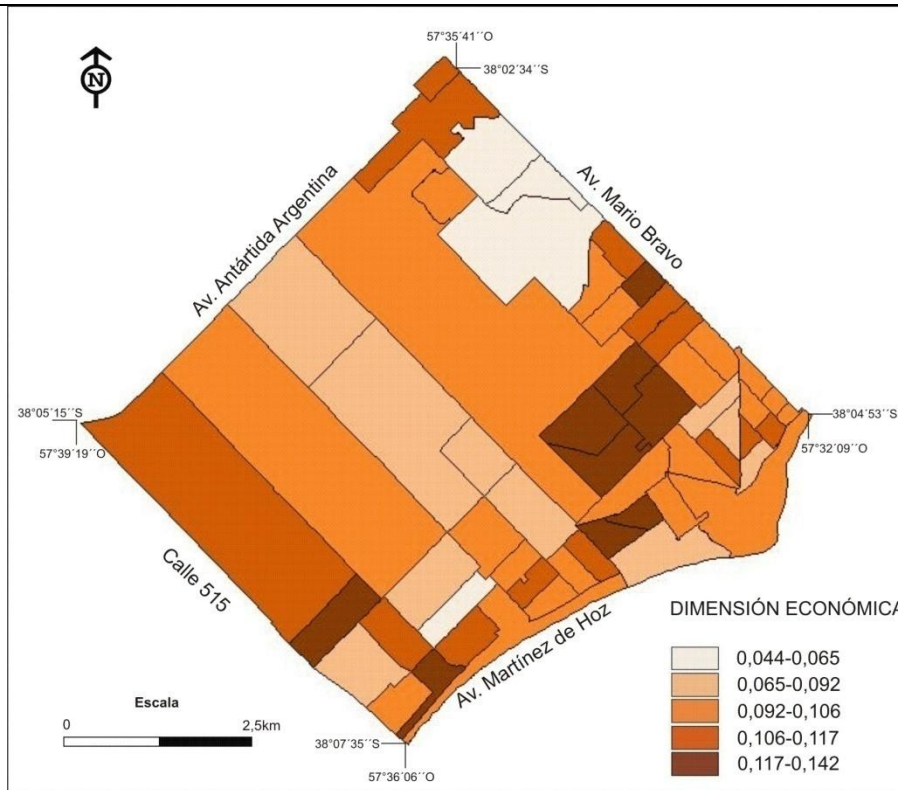 57°35´41´´O
38°02´34´´S
N
Av. Mario Bravo
Av. Antártida Argentina
38°05´15´´S
57°39´19´´O
38°04´53´´S
57°32´09´´O
Calle 515
Av. Martínez de Hoz
DIMENSIÓN ECONÓMICA
0,044-0,065
0,065-0,092
0,092-0,106
0,106-0,117
0,117-0,142
Escala
0 2,5km
38°07´35´´S
57°36´06´´O